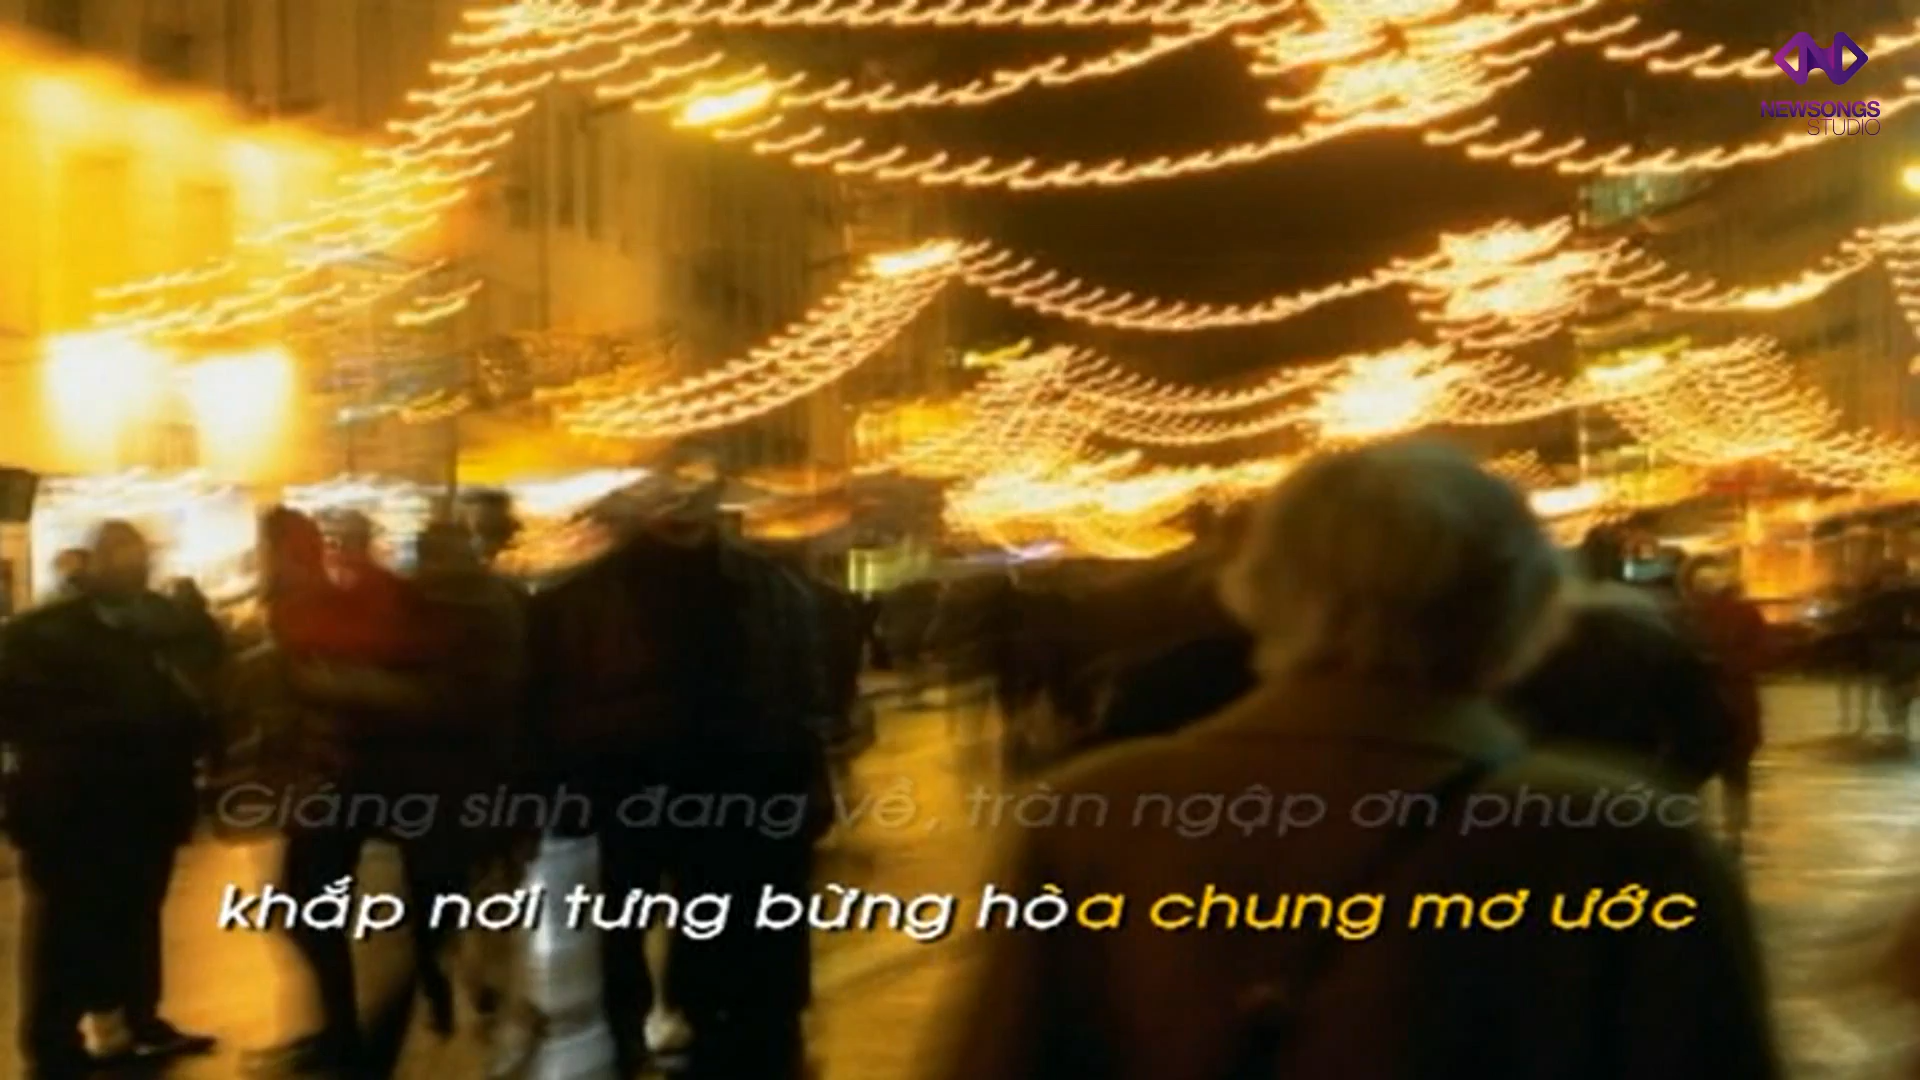 NEWSONGS
STUDIO
Giáng sinh đang về, tràn ngập ơn phước
khắp nơi tưng bừng hòa chung mơ ước